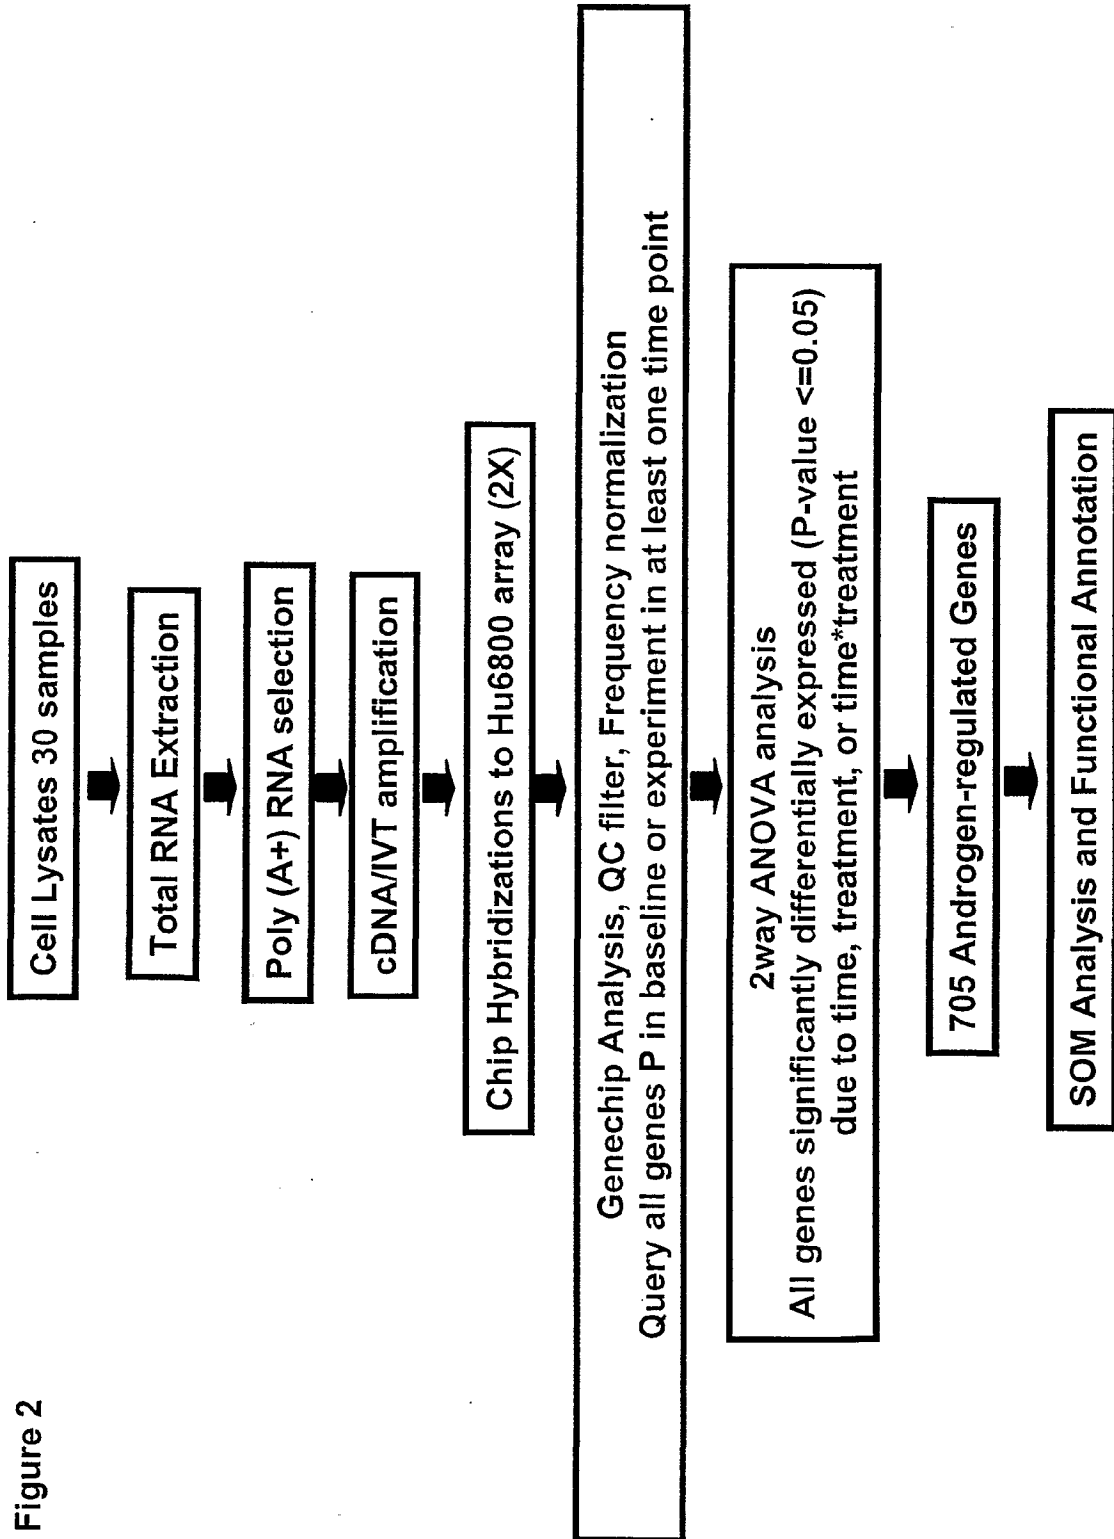 Figure 2
Cell Lysates 30 samples
Total RNA Extraction
Poly (A+) RNA selection
cDNA/IVT amplification
Chip Hybridizations to Hu6800 array (2X)
Genechip Analysis, QC filter, Frequency normalization
Query all genes P in baseline or experiment in at least one time point
2way ANOVA analysis
All genes significantly differentially expressed (P-value <=0.05)
due to time, treatment, or time*treatment
705 Androgen-regulated Genes
SOM Analysis and Functional Annotation